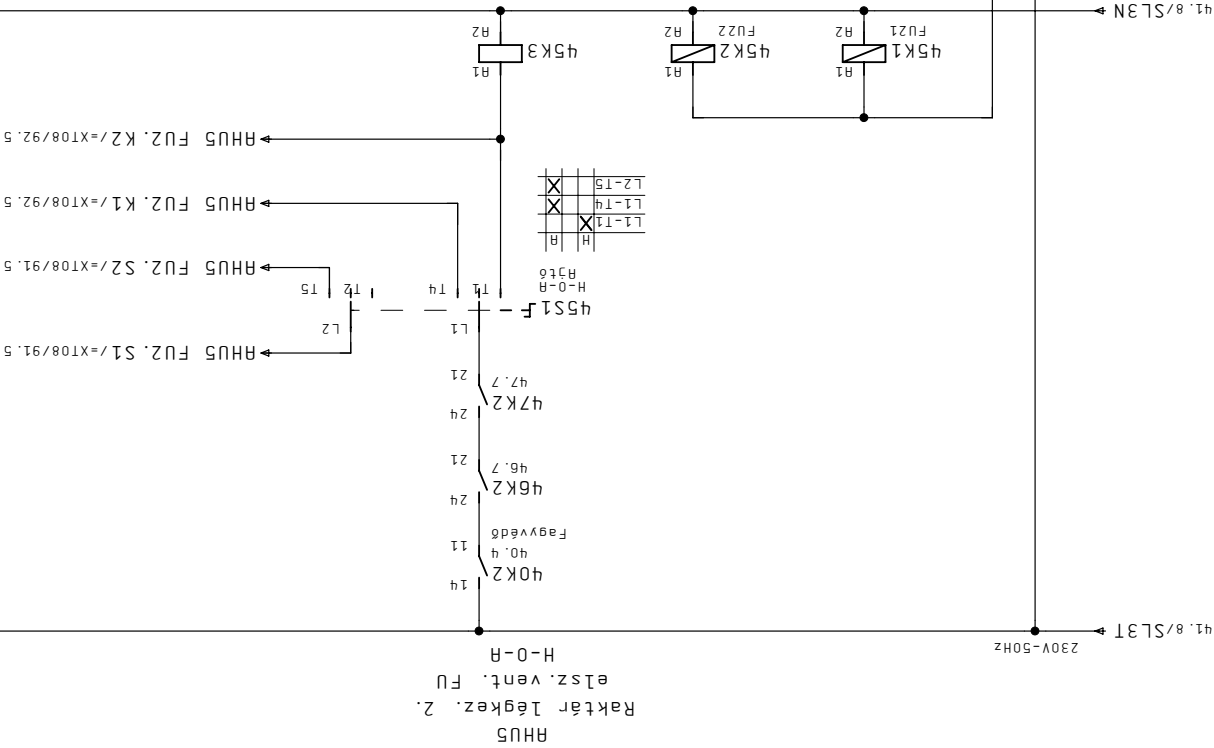 AHU5
Raktár légkez. 2.
elsz. vent. FU
H-0-A
230V-50Hz
41.8/SL3T
14
40K2
40.4
11
Fagyvédő
24
46K2
46.7
21
24
47K2
47.7
21
AHU5 FU2.S1/=XT08/91.5
L1
L2
45S1
H-0-A
Ajtó
T1
T4
T2
T5
AHU5 FU2.S2/=XT08/91.5
H A
L1-T1 X
L1-T4 X
L2-T5 X
AHU5 FU2.K1/=XT08/92.5
AHU5 FU2.K2/=XT08/92.5
A1
45K1
FU21
A2
A1
45K2
FU22
A2
A1
45K3
A2
41.8/SL3N